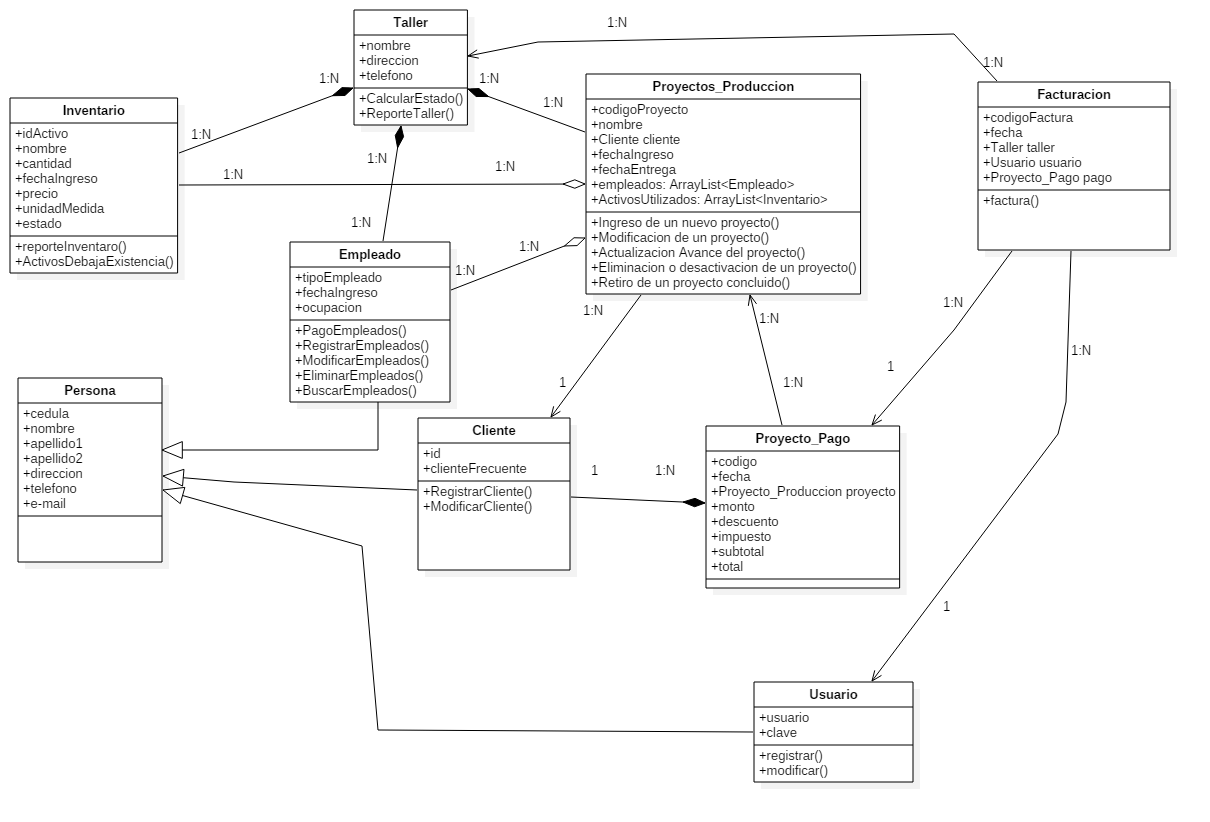 Taller
+nombre
+direccion
+telefono
+CalcularEstado()
+ReporteTaller()
1:N
1:N
1:N
1:N
1:N
1:N
1:N
1:N
Inventario
+idActivo
+nombre
+cantidad
+fechaIngreso
+precio
+unidadMedida
+estado
+reporteInventaro()
+ActivosDebajaExistencia()
1:N
1:N
Proyectos_Produccion
+codigoProyecto
+nombre
+Cliente cliente
+fechaIngreso
+fechaEntrega
+empleados: ArrayList<Empleado>
+ActivosUtilizados: ArrayList<Inventario>
+Ingreso de un nuevo proyecto()
+Modificacion de un proyecto()
+Actualizacion Avance del proyecto()
+Eliminacion o desactivacion de un proyecto()
+Retiro de un proyecto concluido()
Facturacion
+codigoFactura
+fecha
+Taller taller
+Usuario usuario
+Proyecto_Pago pago
+factura()
Empleado
+tipoEmpleado
+fechaIngreso
+ocupacion
+PagoEmpleados()
+RegistrarEmpleados()
+ModificarEmpleados()
+EliminarEmpleados()
+BuscarEmpleados()
1:N
1:N
1:N
1
1:N
1:N
1:N
1
1:N
1
Persona
+cedula
+nombre
+apellido1
+apellido2
+direccion
+telefono
+e-mail
Cliente
+id
+clienteFrecuente
+RegistrarCliente()
+ModificarCliente()
1
1:N
Proyecto_Pago
+codigo
+fecha
+Proyecto_Produccion proyecto
+monto
+descuento
+impuesto
+subtotal
+total
Usuario
+usuario
+clave
+registrar()
+modificar()